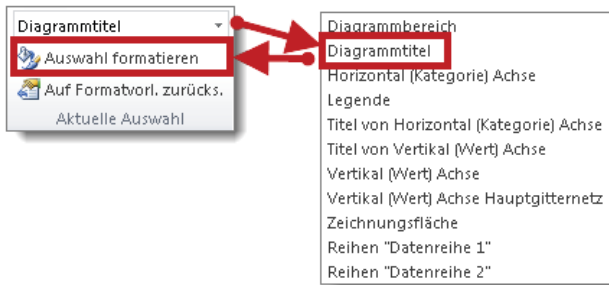 Diagrammtitel
Auswahl formatieren
Auf Formatvorl. zurücks.
Aktuelle Auswahl
Diagrammbereich
Diagrammtitel
Horizontal (Kategorie) Achse
Legende
Titel von Horizontal (Kategorie) Achse
Titel von Vertikal (Wert) Achse
Vertikal (Wert) Achse
Vertikal (Wert) Achse Hauptgitternetz
Zeichnungsfläche
Reihen "Datenreihe 1"
Reihen "Datenreihe 2"